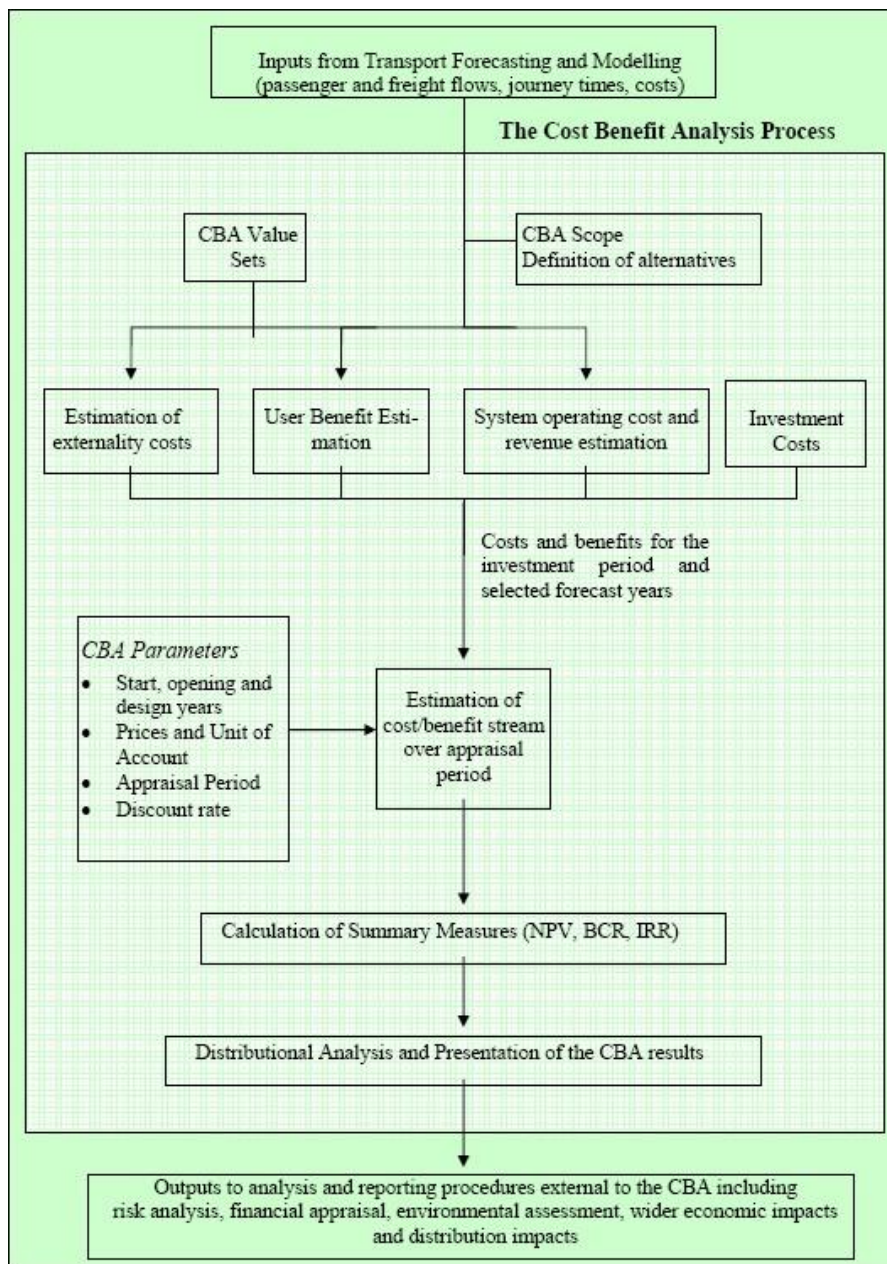 Inputs from Transport Forecasting and Modelling
(passenger and freight flows, journey times, costs)
The Cost Benefit Analysis Process
CBA Value
Sets
CBA Scope
Definition of alternatives
Estimation of
externality costs
User Benefit Esti-
mation
System operating cost and
revenue estimation
Investment
Costs
Costs and benefits for the
investment period and
selected forecast years
CBA Parameters
• Start, opening and
design years
• Prices and Unit of
Account
• Appraisal Period
• Discount rate
Estimation of
cost/benefit stream
over appraisal
period
Calculation of Summary Measures (NPV, BCR, IRR)
Distributional Analysis and Presentation of the CBA results
Outputs to analysis and reporting procedures external to the CBA including
risk analysis, financial appraisal, environmental assessment, wider economic impacts
and distribution impacts